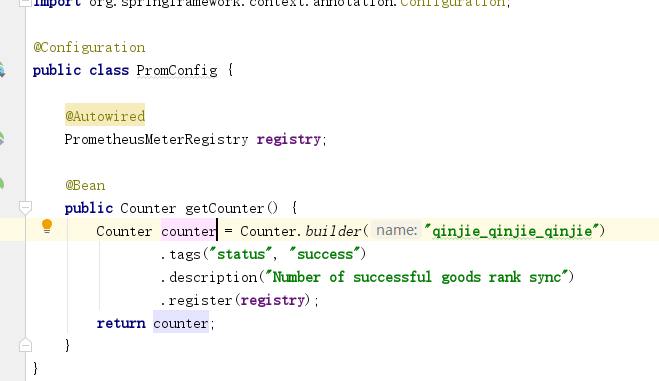 import org.springframework.context.annotation.Configuration;
@Configuration
public class PromConfig {
@Autowired
PrometheusMeterRegistry registry;
@Bean
public Counter getCounter() {
Counter counter = Counter.builder( name: "qinjie_qinjie_qinjie")
.tags("status", "success")
.description("Number of successful goods rank sync")
.register(registry);
return counter;
}
}